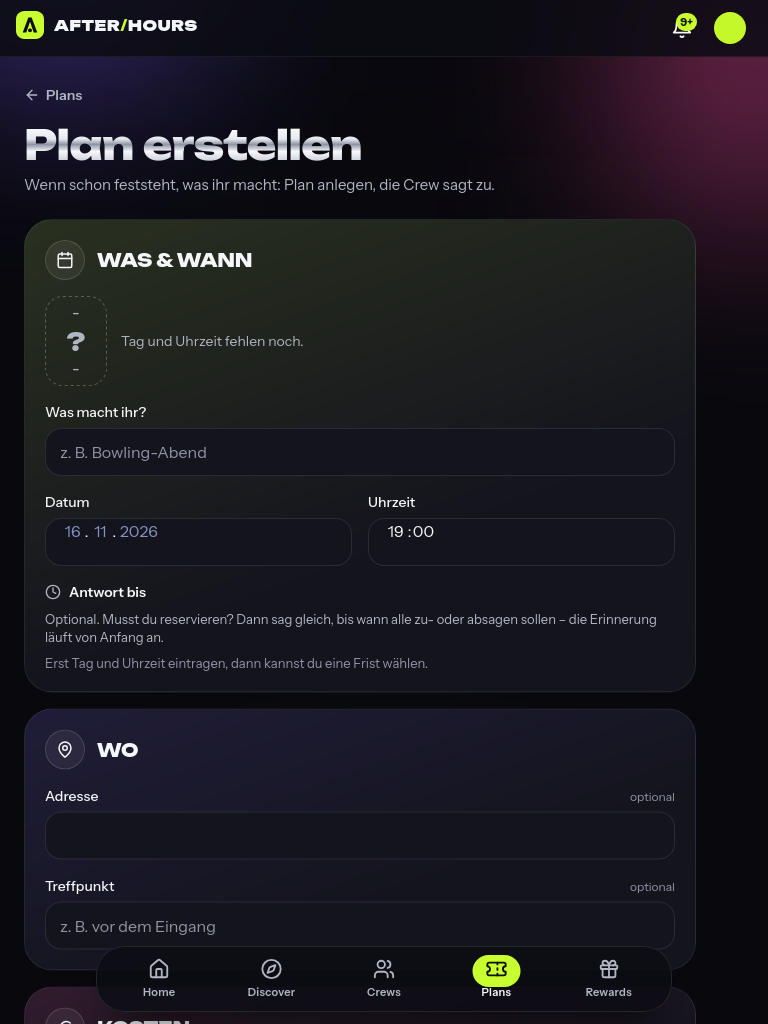 AFTER/HOURS
9+
Plans
Plan erstellen
Wenn schon feststeht, was ihr macht: Plan anlegen, die Crew sagt zu.
WAS & WANN
–
?
–
Tag und Uhrzeit fehlen noch.
Was macht ihr?
z. B. Bowling-Abend
Datum
Uhrzeit
16 . 11 . 2026
19 : 00
Antwort bis
Optional. Musst du reservieren? Dann sag gleich, bis wann alle zu- oder absagen sollen – die Erinnerung
läuft von Anfang an.
Erst Tag und Uhrzeit eintragen, dann kannst du eine Frist wählen.
WO
Adresse
optional
Treffpunkt
optional
z. B. vor dem Eingang
KOSTEN
Home
Discover
Crews
Plans
Rewards